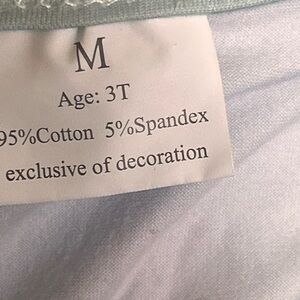 M
Age: 3T
95%Cotton 5%Spandex
exclusive of decoration